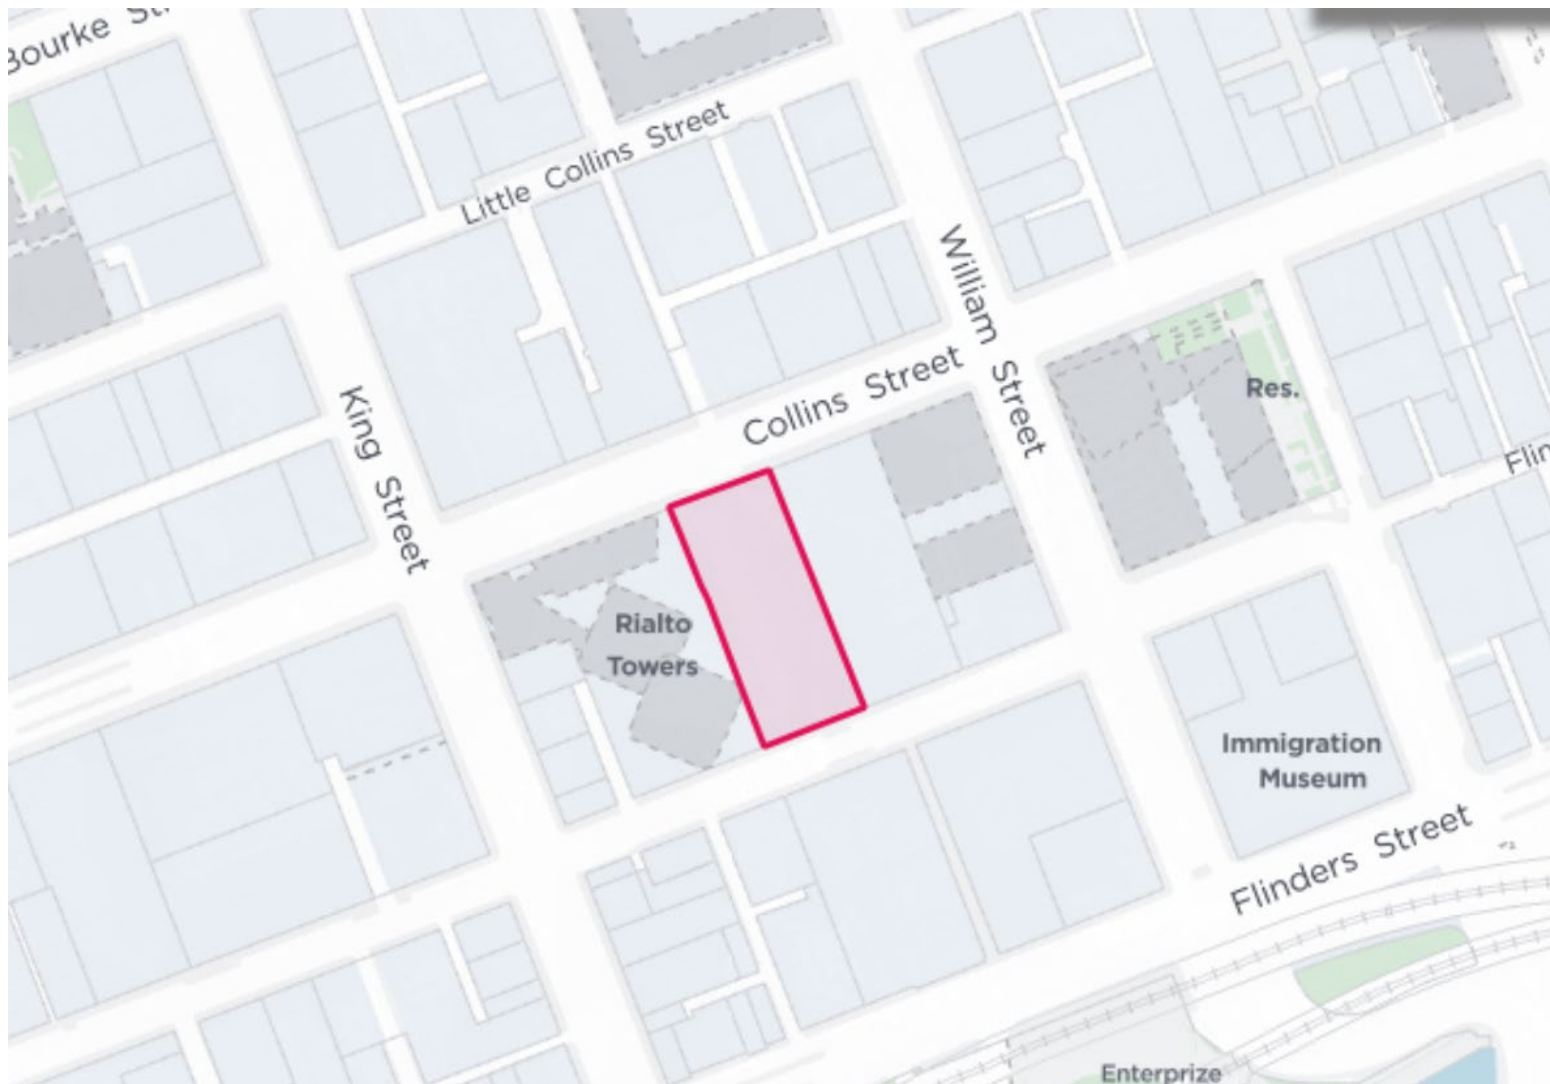 Bourke St
Little Collins Street
William Street
Collins Street
King Street
Res.
Flin
Rialto
Towers
Immigration
Museum
Flinders Street
Enterprize